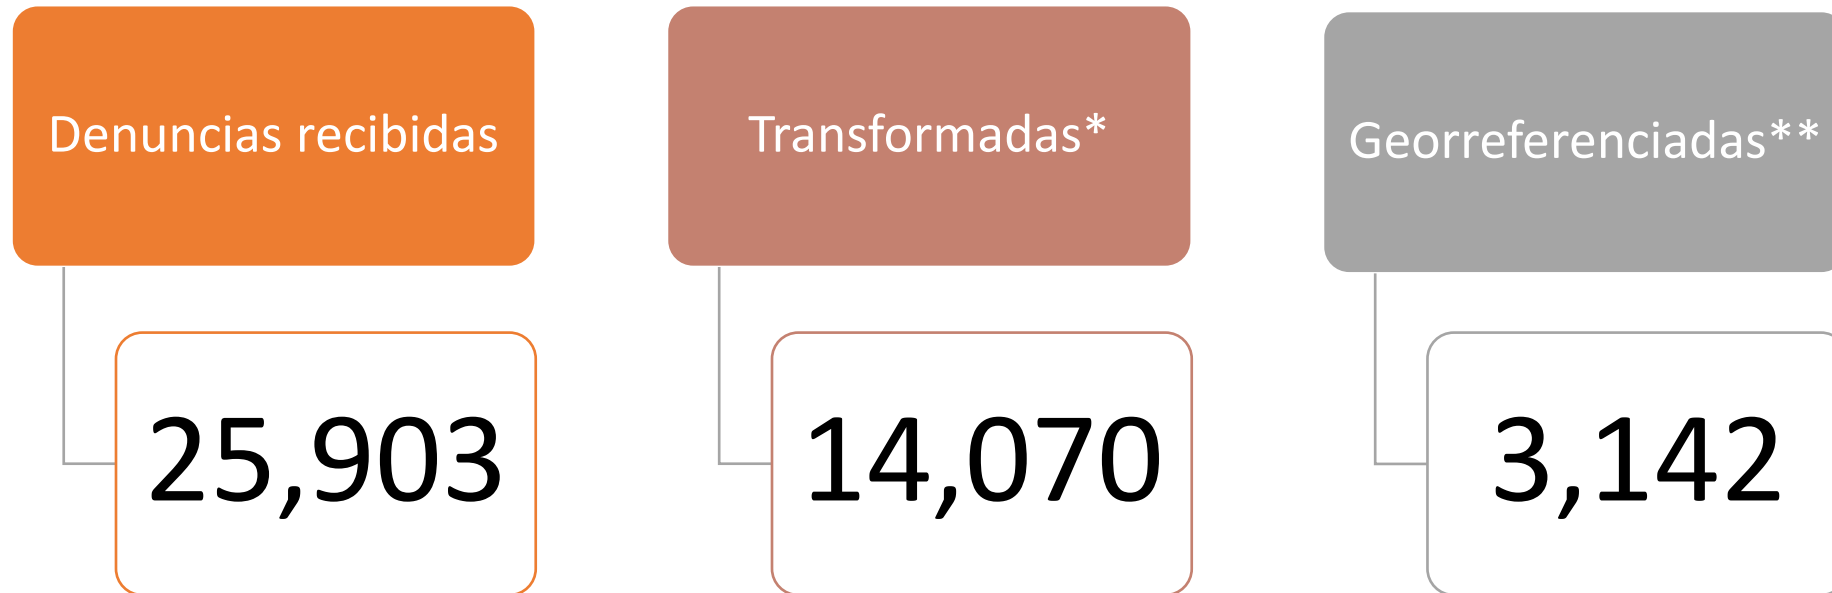 Denuncias recibidas
Transformadas*
Georreferenciadas**
25,903
14,070
3,142